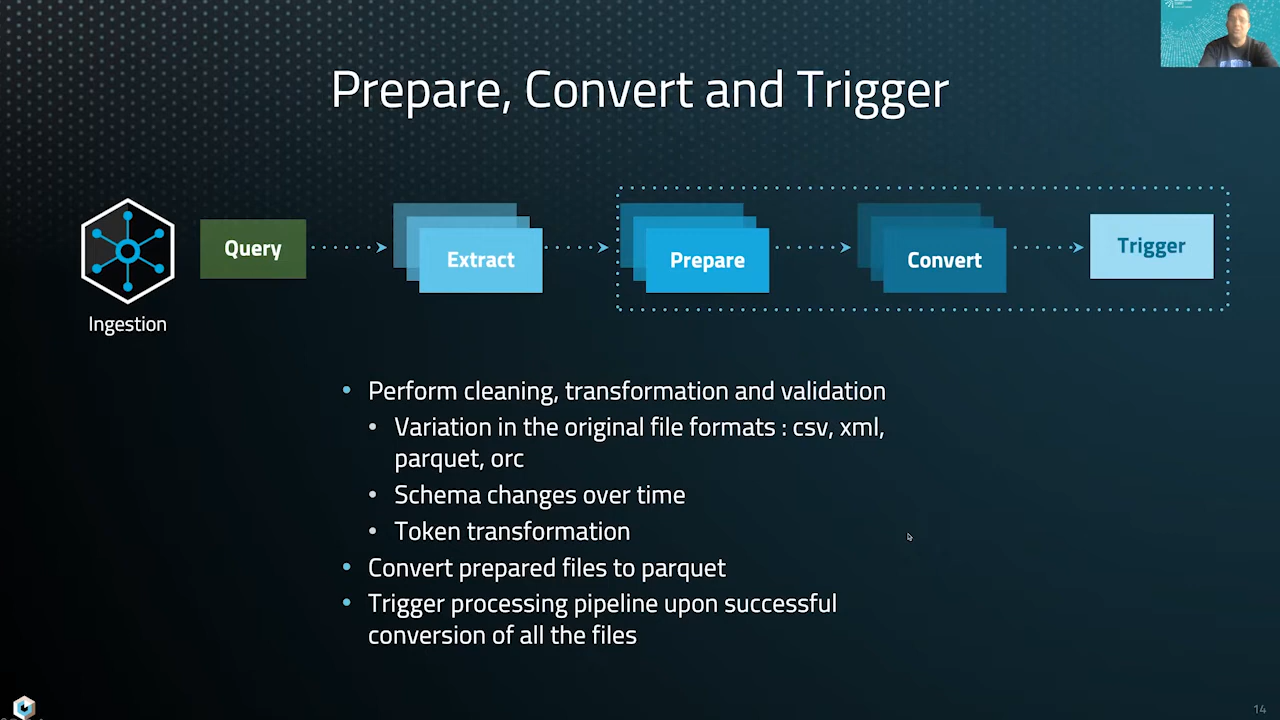 Prepare, Convert and Trigger
Query
Extract
Prepare
Convert
Trigger
Ingestion
• Perform cleaning, transformation and validation
• Variation in the original file formats : csv, xml,
parquet, orc
• Schema changes over time
• Token transformation
• Convert prepared files to parquet
• Trigger processing pipeline upon successful
conversion of all the files
14